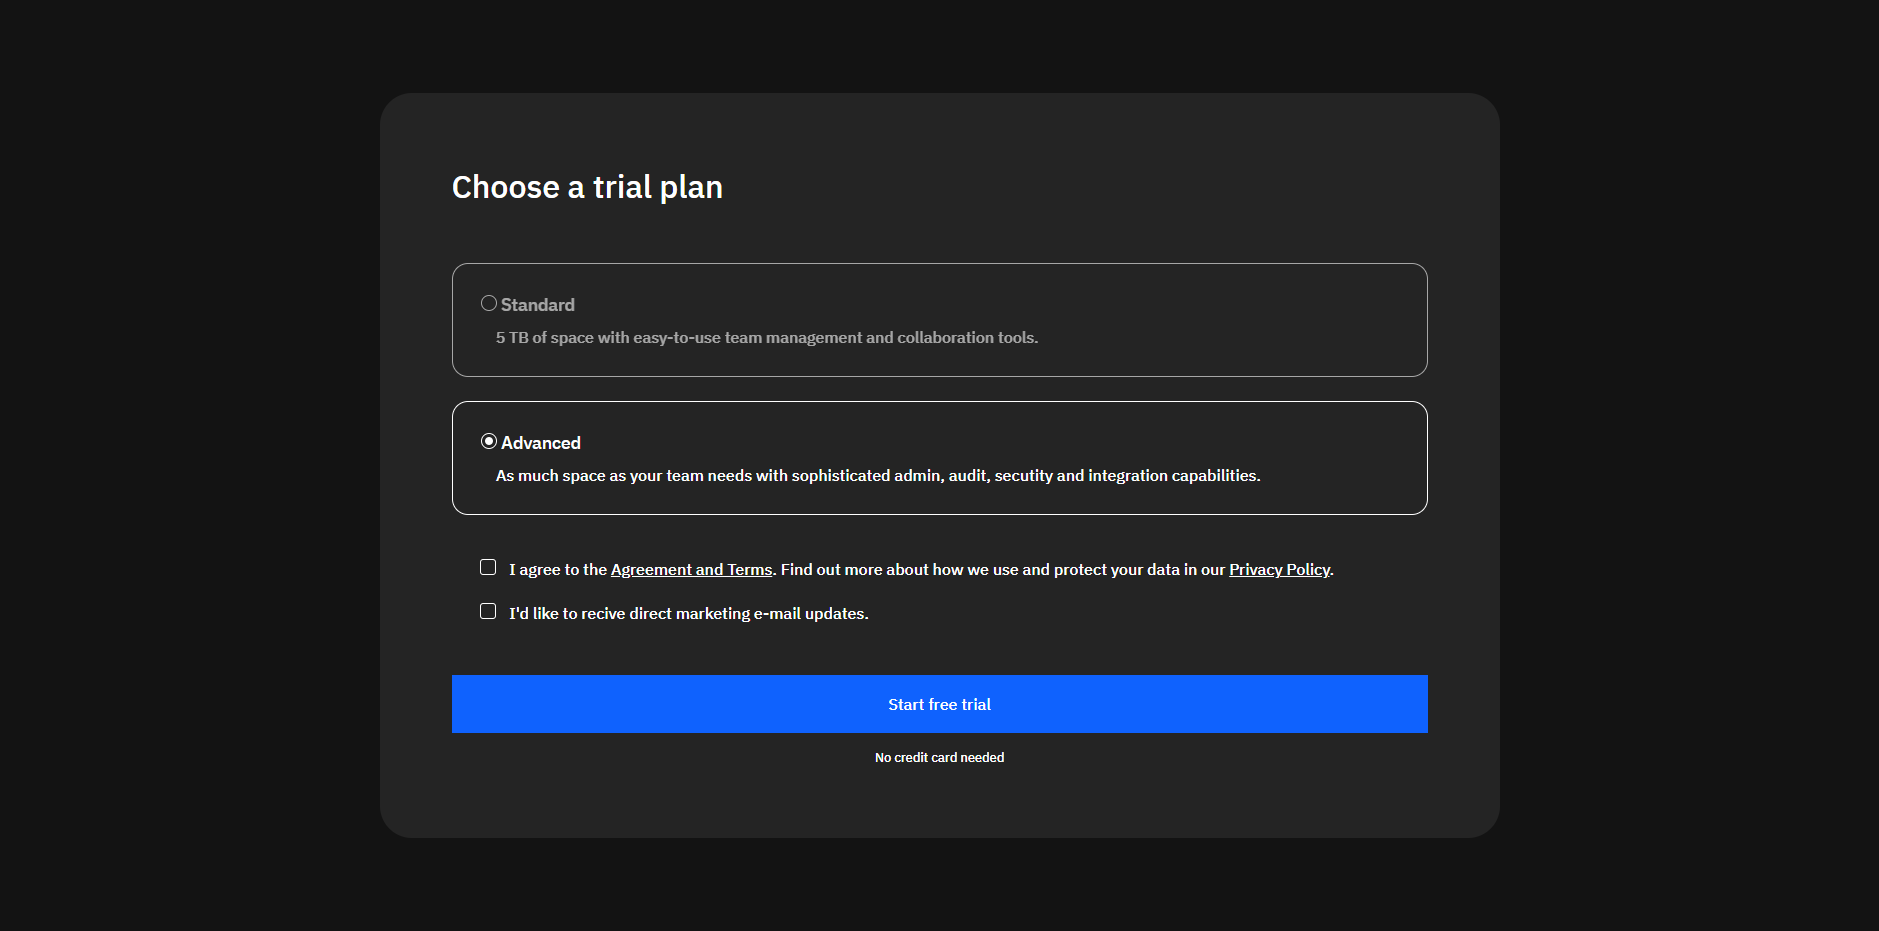 Choose a trial plan
Standard
5 TB of space with easy-to-use team management and collaboration tools.
Advanced
As much space as your team needs with sophisticated admin, audit, secutity and integration capabilities.
I agree to the Agreement and Terms. Find out more about how we use and protect your data in our Privacy Policy.
I'd like to recive direct marketing e-mail updates.
Start free trial
No credit card needed